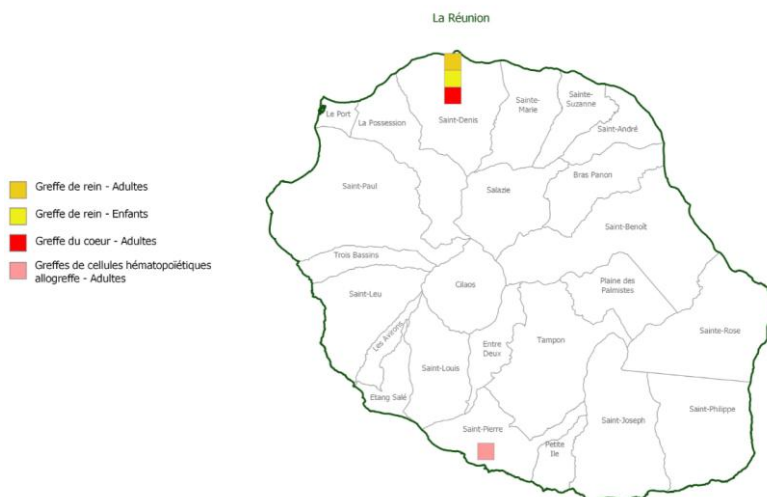 La Réunion
Le Port
La Possession
Saint-Denis
Sainte-
Marie
Sainte-
Suzanne
Saint-André
Greffe de rein - Adultes
Greffe de rein - Enfants
Greffe du coeur - Adultes
Greffes de cellules hématopoïétiques
allogreffe - Adultes
Saint-Paul
Salazie
Bras Panon
Saint-Benoît
Trois Bassins
Saint-Leu
Cilaos
Plaine des
Palmistes
Sainte-Rose
Les Avirons
Entre
Deux
Tampon
Saint-Louis
Etang Salé
Saint-Pierre
Petite
Ile
Saint-Joseph
Saint-Philippe